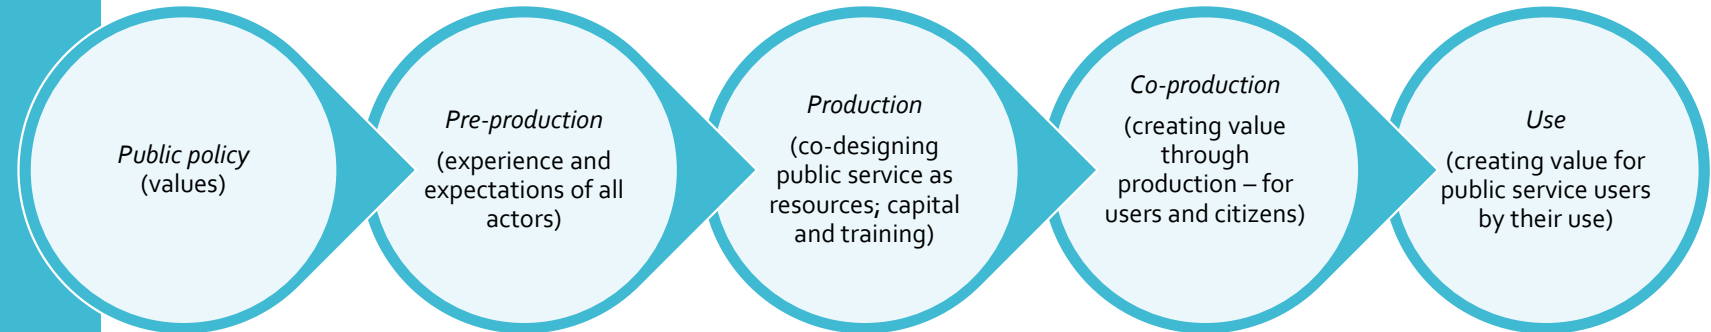 Public policy
(values)
Pre-production
(experience and
expectations of all
actors)
Production
(co-designing
public service as
resources; capital
and training)
Co-production
(creating value
through
production – for
users and citizens)
Use
(creating value for
public service users
by their use)